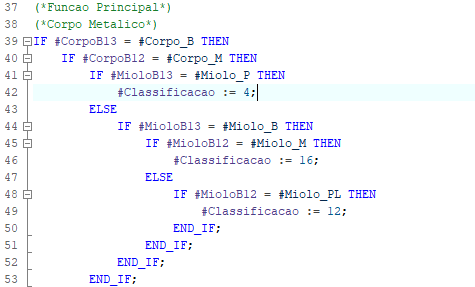 37 (*Funcao Principal*)
38 (*Corpo Metalico*)
39 IF #CorpoB13 = #Corpo_B THEN
40 IF #CorpoB12 = #Corpo_M THEN
41 IF #MioloB13 = #Miolo_P THEN
42 #Classificacao := 4;
43 ELSE
44 IF #MioloB13 = #Miolo_B THEN
45 IF #MioloB12 = #Miolo_M THEN
46 #Classificacao := 16;
47 ELSE
48 IF #MioloB12 = #Miolo_PL THEN
49 #Classificacao := 12;
50 END_IF;
51 END_IF;
52 END_IF;
53 END_IF;